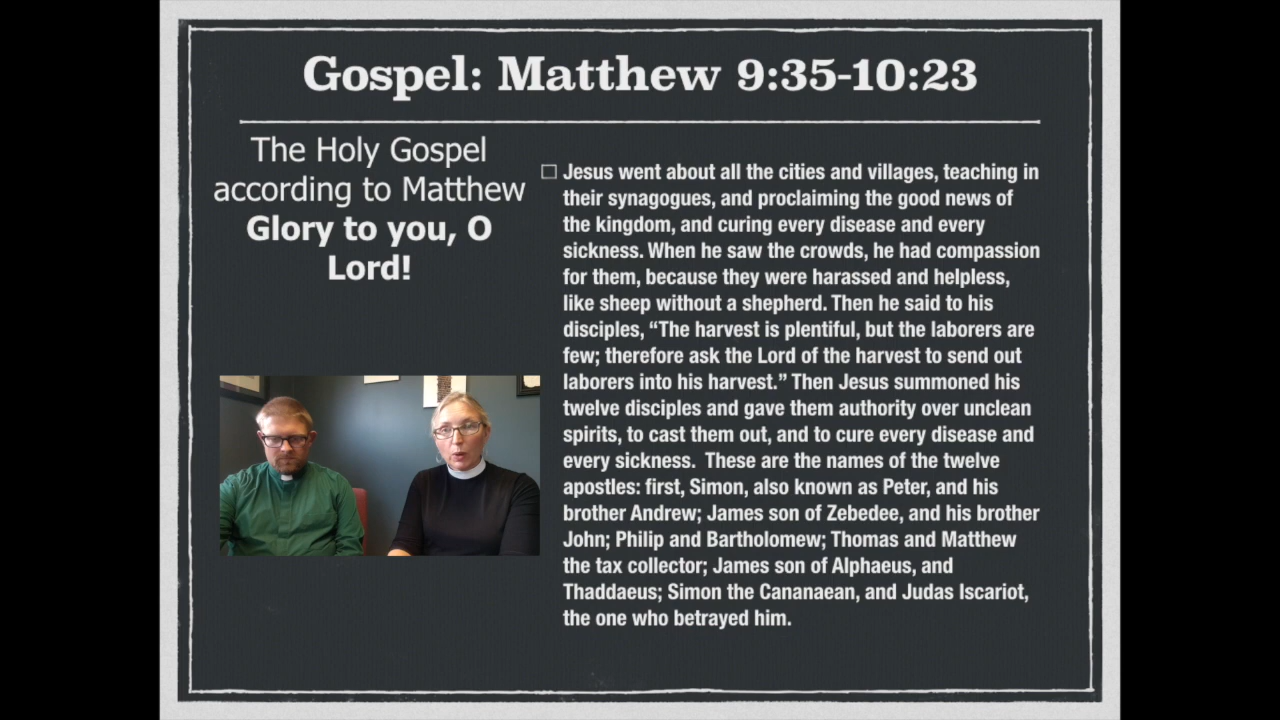 Gospel: Matthew 9:35-10:23
The Holy Gospel
according to Matthew
Glory to you, O
Lord!
Jesus went about all the cities and villages, teaching in
their synagogues, and proclaiming the good news of
the kingdom, and curing every disease and every
sickness. When he saw the crowds, he had compassion
for them, because they were harassed and helpless,
like sheep without a shepherd. Then he said to his
disciples, “The harvest is plentiful, but the laborers are
few; therefore ask the Lord of the harvest to send out
laborers into his harvest.” Then Jesus summoned his
twelve disciples and gave them authority over unclean
spirits, to cast them out, and to cure every disease and
every sickness.  These are the names of the twelve
apostles: first, Simon, also known as Peter, and his
brother Andrew; James son of Zebedee, and his brother
John; Philip and Bartholomew; Thomas and Matthew
the tax collector; James son of Alphaeus, and
Thaddaeus; Simon the Cananaean, and Judas Iscariot,
the one who betrayed him.